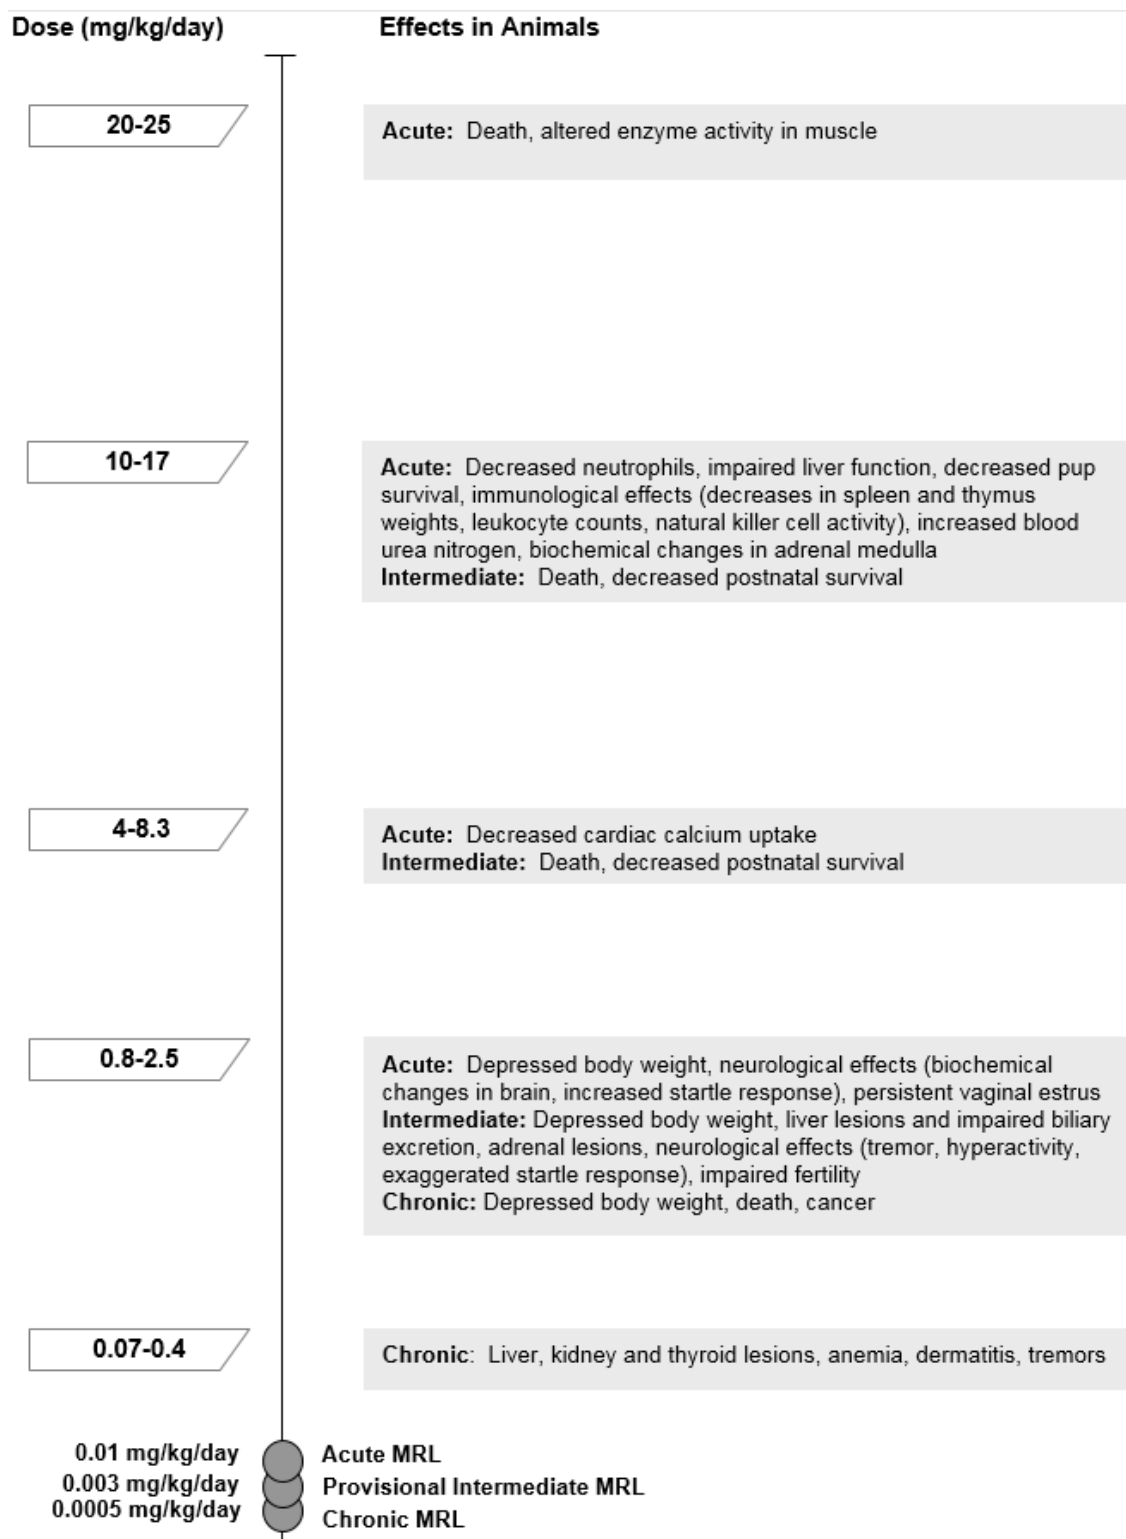 Dose (mg/kg/day) Effects in Animals
20-25
Acute: Death, altered enzyme activity in muscle
10-17
Acute: Decreased neutrophils, impaired liver function, decreased pup
survival, immunological effects (decreases in spleen and thymus
weights, leukocyte counts, natural killer cell activity), increased blood
urea nitrogen, biochemical changes in adrenal medulla
Intermediate: Death, decreased postnatal survival
4-8.3
Acute: Decreased cardiac calcium uptake
Intermediate: Death, decreased postnatal survival
0.8-2.5
Acute: Depressed body weight, neurological effects (biochemical
changes in brain, increased startle response), persistent vaginal estrus
Intermediate: Depressed body weight, liver lesions and impaired biliary
excretion, adrenal lesions, neurological effects (tremor, hyperactivity,
exaggerated startle response), impaired fertility
Chronic: Depressed body weight, death, cancer
0.07-0.4
Chronic: Liver, kidney and thyroid lesions, anemia, dermatitis, tremors
0.01 mg/kg/day Acute MRL
0.003 mg/kg/day Provisional Intermediate MRL
0.0005 mg/kg/day Chronic MRL